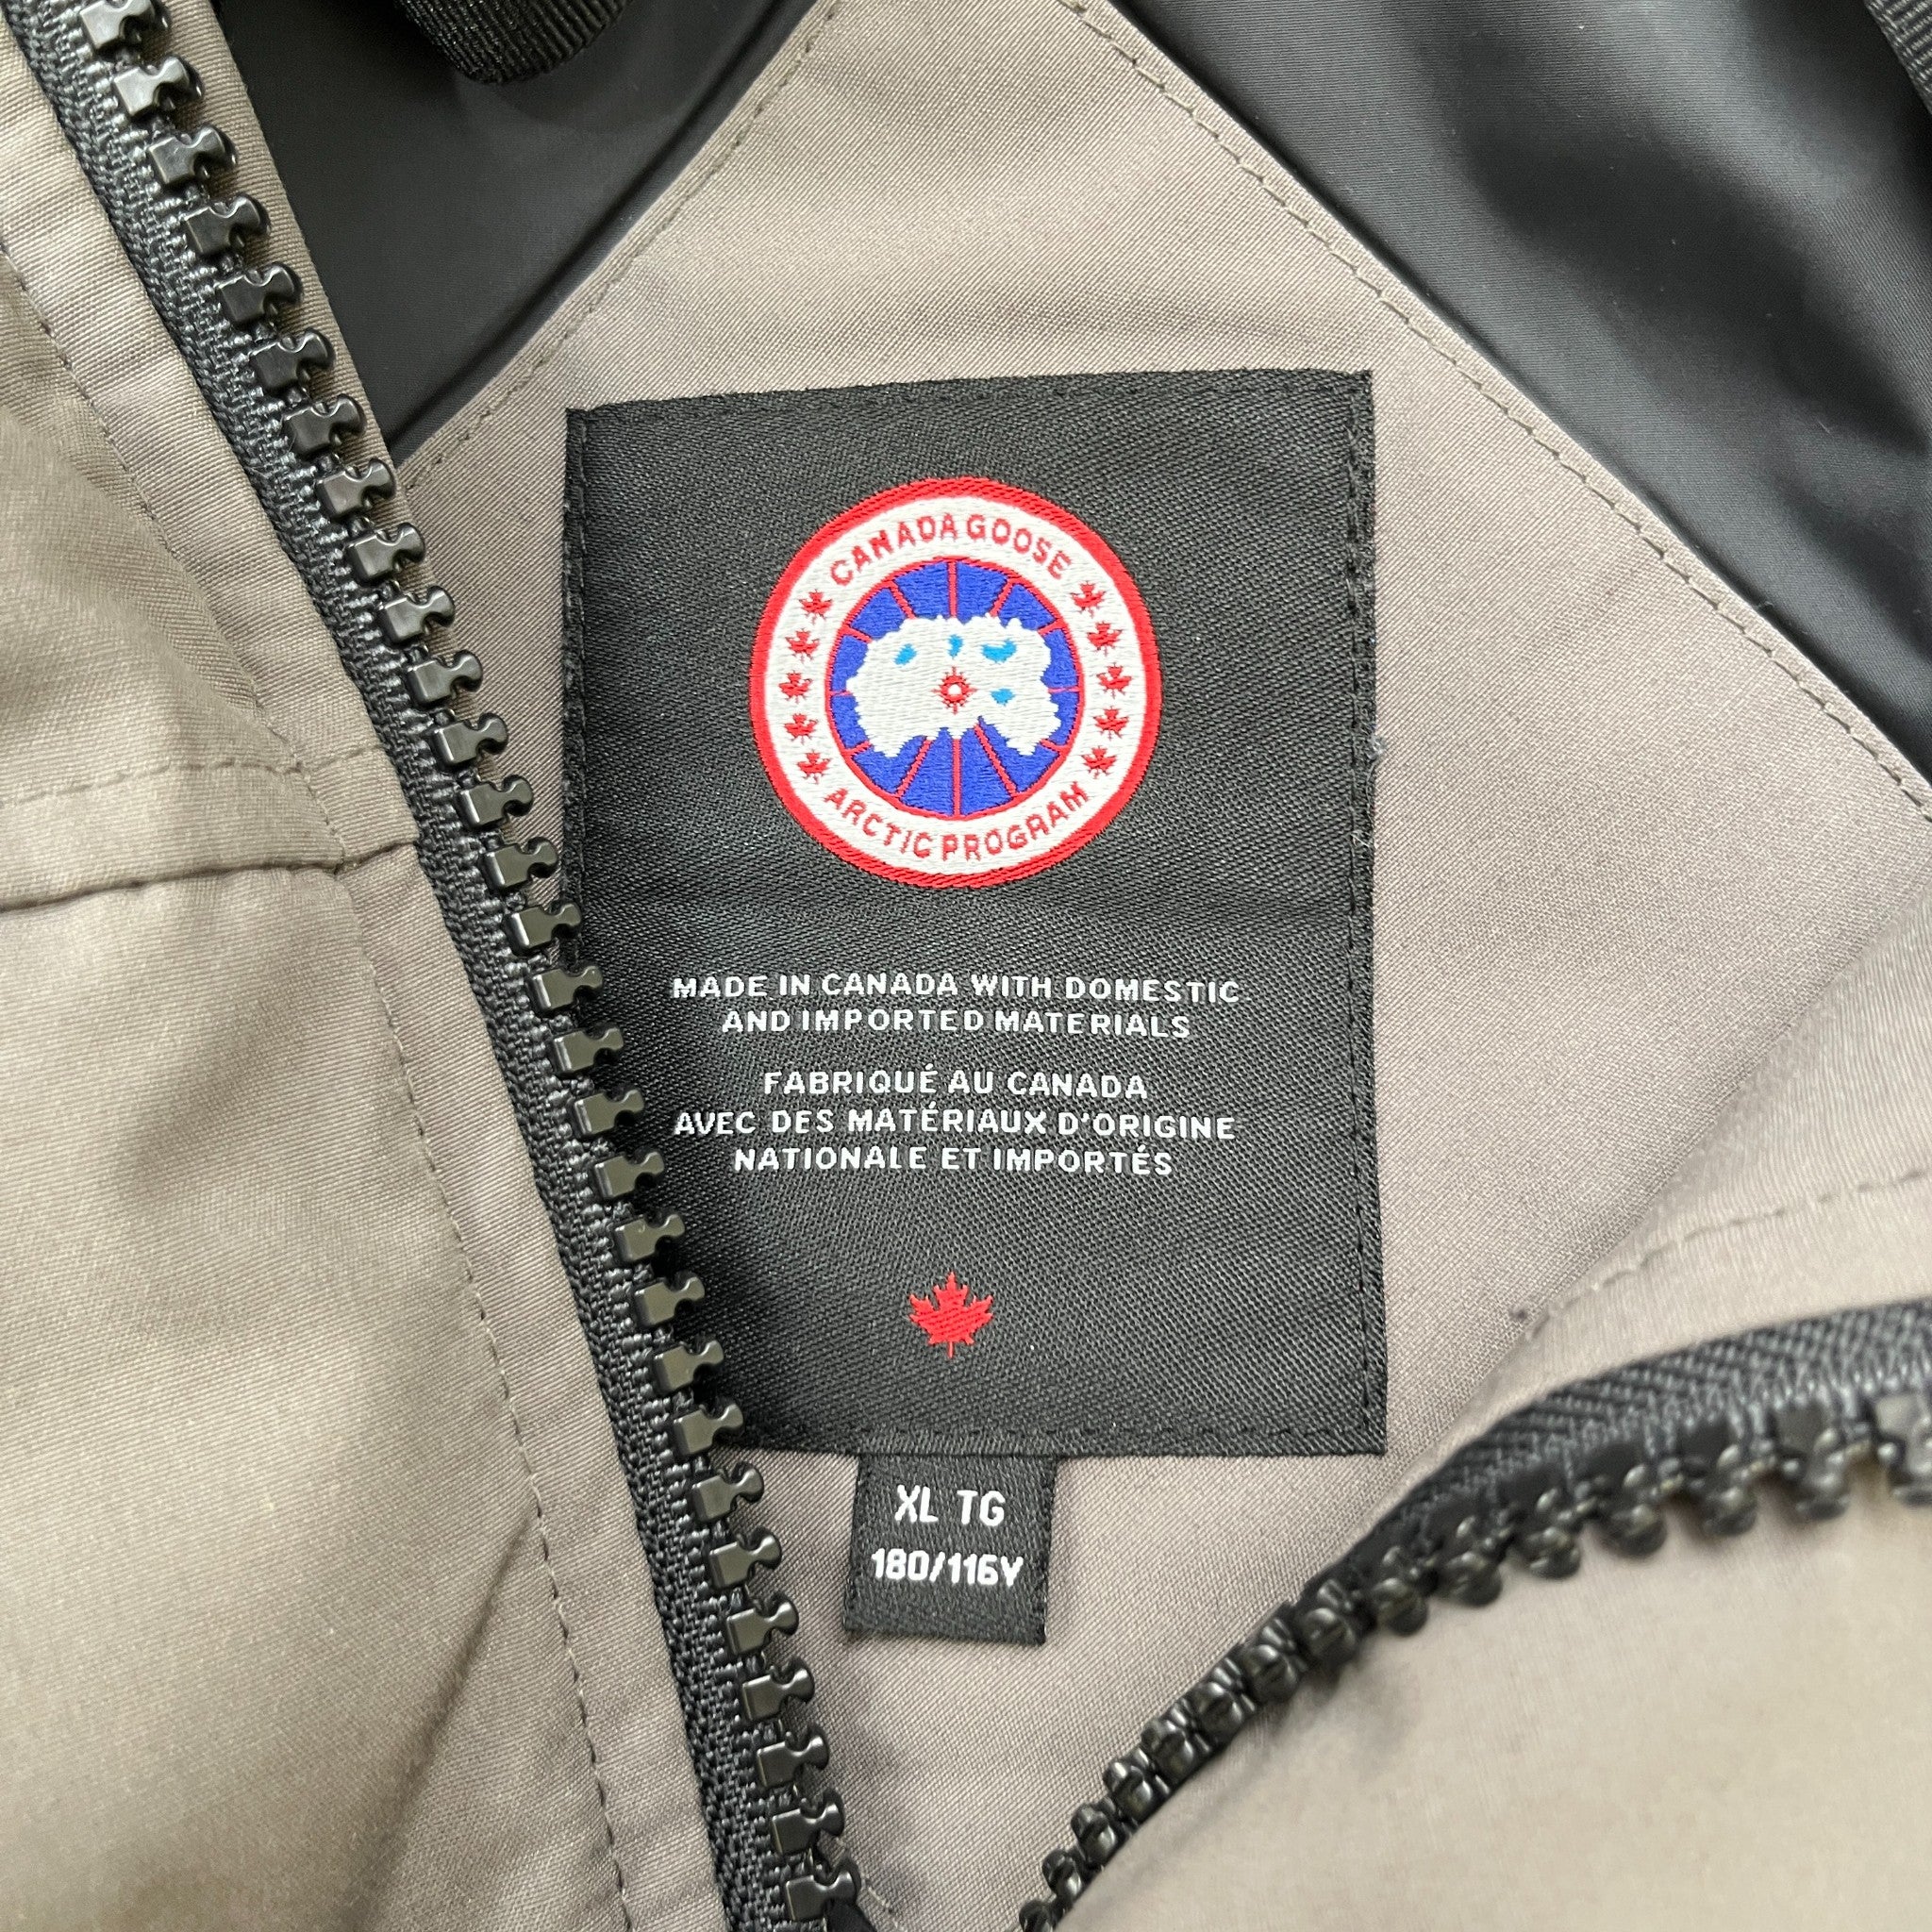 CANADA GOOSE
ARCTIC PROGRAM
MADE IN CANADA WITH DOMESTIC
AND IMPORTED MATERIALS
FABRIQUÉ AU CANADA
AVEC DES MATÉRIAUX D'ORIGINE
NATIONALE ET IMPORTÉS
XL TG
180/116Y